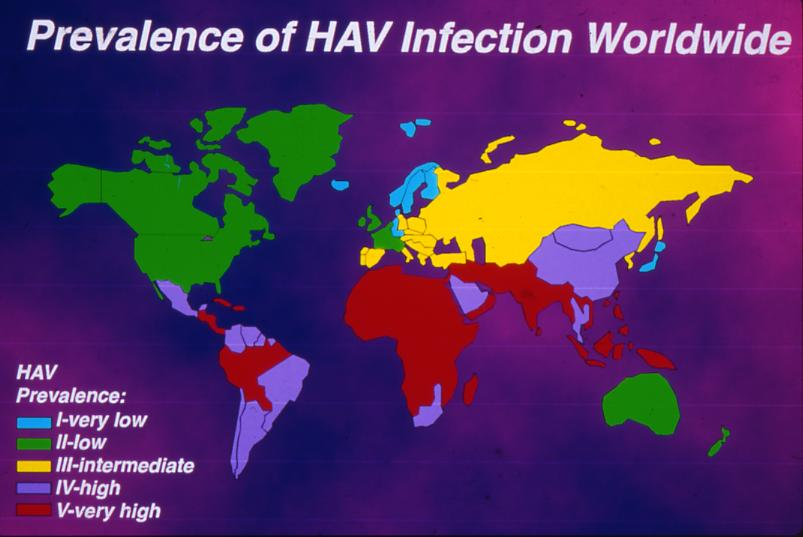 Prevalence of HAV Infection Worldwide
HAV
Prevalence:
I-very low
II-low
III-intermediate
IV-high
V-very high